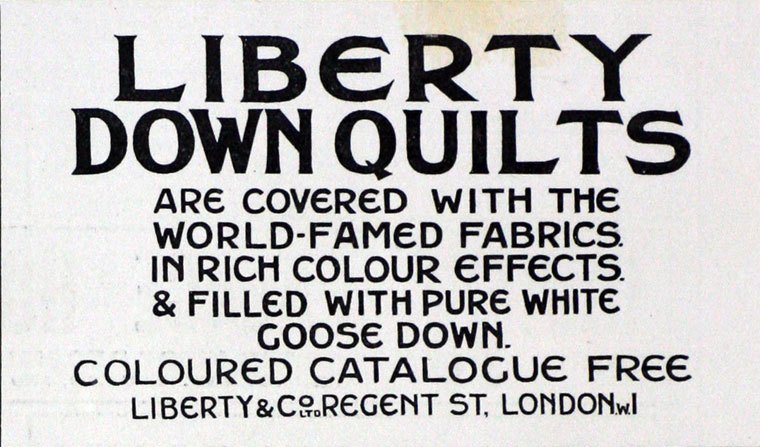 LIBERTY
DOWN QUILTS
ARE COVERED WITH THE
WORLD-FAMED FABRICS.
IN RICH COLOUR EFFECTS.
& FILLED WITH PURE WHITE
GOOSE DOWN.
COLOURED CATALOGUE FREE
LIBERTY & CO LTD REGENT ST, LONDON.W.1